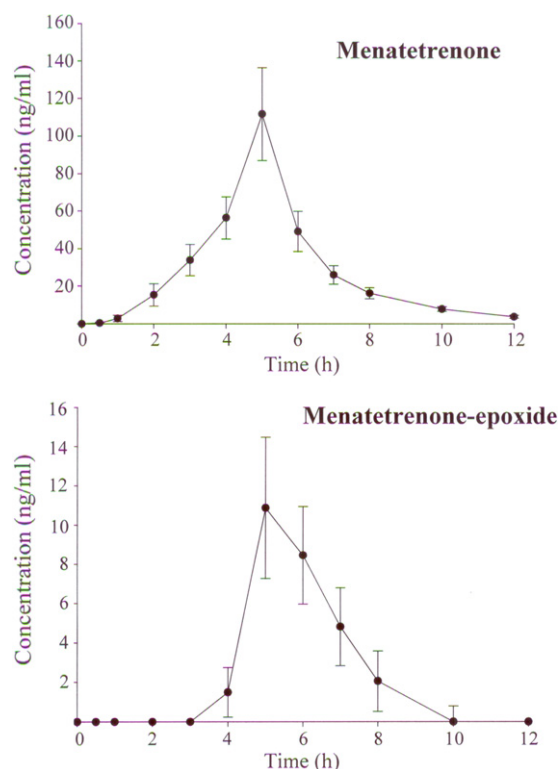 Menatetrenone
Concentration (ng/ml)
160
140
120
100
80
60
40
20
0 2 4 6 8 10 12
Time (h)
Menatetrenone-epoxide
Concentration (ng/ml)
16
14
12
10
8
6
4
2
0 2 4 6 8 10 12
Time (h)